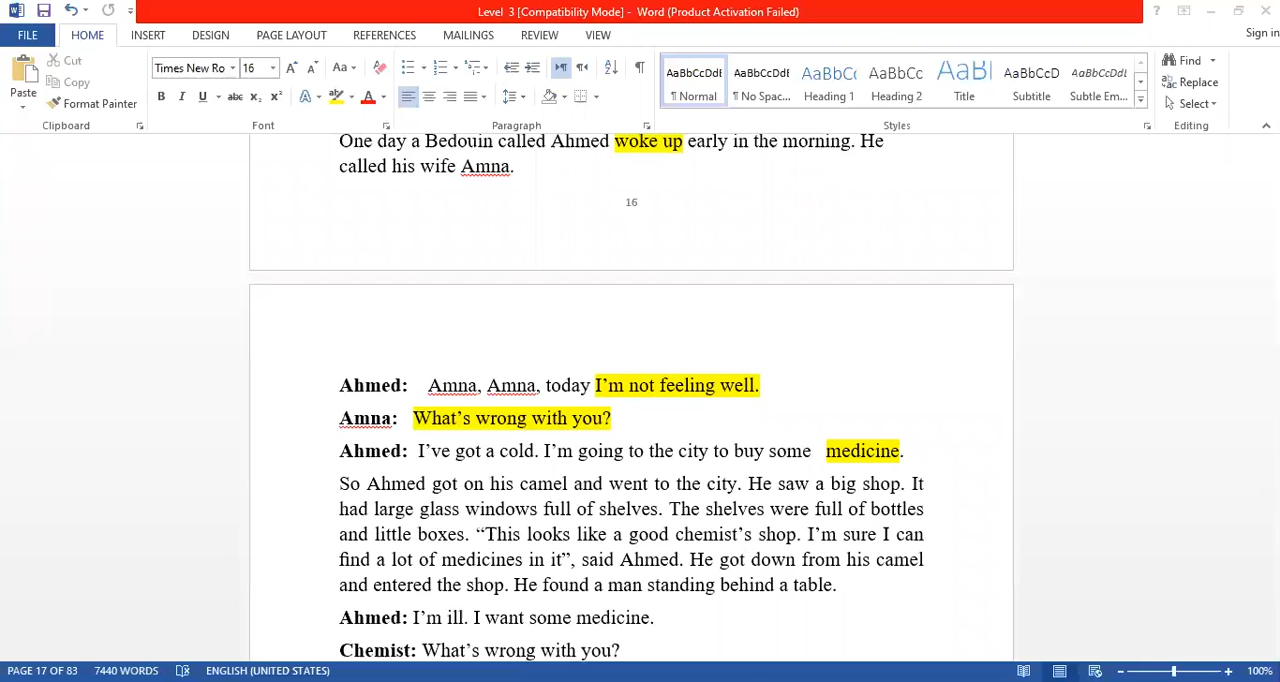 Level 3 [Compatibility Mode] - Word (Product Activation Failed)
FILE HOME INSERT DESIGN PAGE LAYOUT REFERENCES MAILINGS REVIEW VIEW Sign in
Paste Cut Copy Format Painter
Times New Ro 16 Aa
B I U abc X₂ X² A A
AaBbCcDdE AaBbCcDdE AaBbCc AaBbCc AaBl AaBbCcD AaBbCcD
¶ Normal ¶ No Spac... Heading 1 Heading 2 Title Subtitle Subtle Em...
Find Replace Select
Clipboard Font Paragraph Styles Editing
One day a Bedouin called Ahmed woke up early in the morning. He
called his wife Amna.
16
Ahmed: Amna, Amna, today I’m not feeling well.
Amna: What’s wrong with you?
Ahmed: I’ve got a cold. I’m going to the city to buy some medicine.
So Ahmed got on his camel and went to the city. He saw a big shop. It
had large glass windows full of shelves. The shelves were full of bottles
and little boxes. “This looks like a good chemist’s shop. I’m sure I can
find a lot of medicines in it”, said Ahmed. He got down from his camel
and entered the shop. He found a man standing behind a table.
Ahmed: I’m ill. I want some medicine.
Chemist: What’s wrong with you?
PAGE 17 OF 83 7440 WORDS ENGLISH (UNITED STATES) 100%